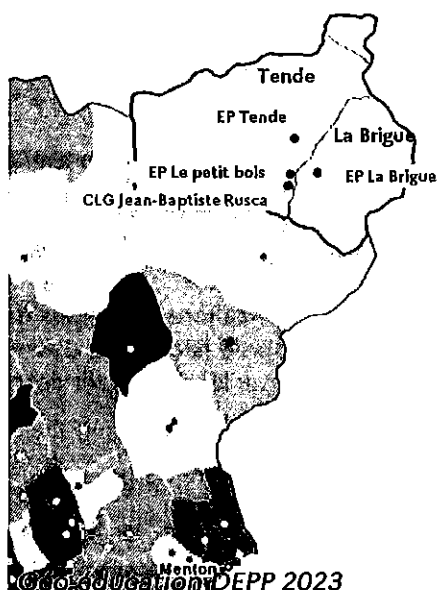 Tende
EP Tende
La Brigue
EP Le petit bois
EP La Brigue
CLG Jean-Baptiste Rusca
Menton
Géo-éducation DEPP 2023